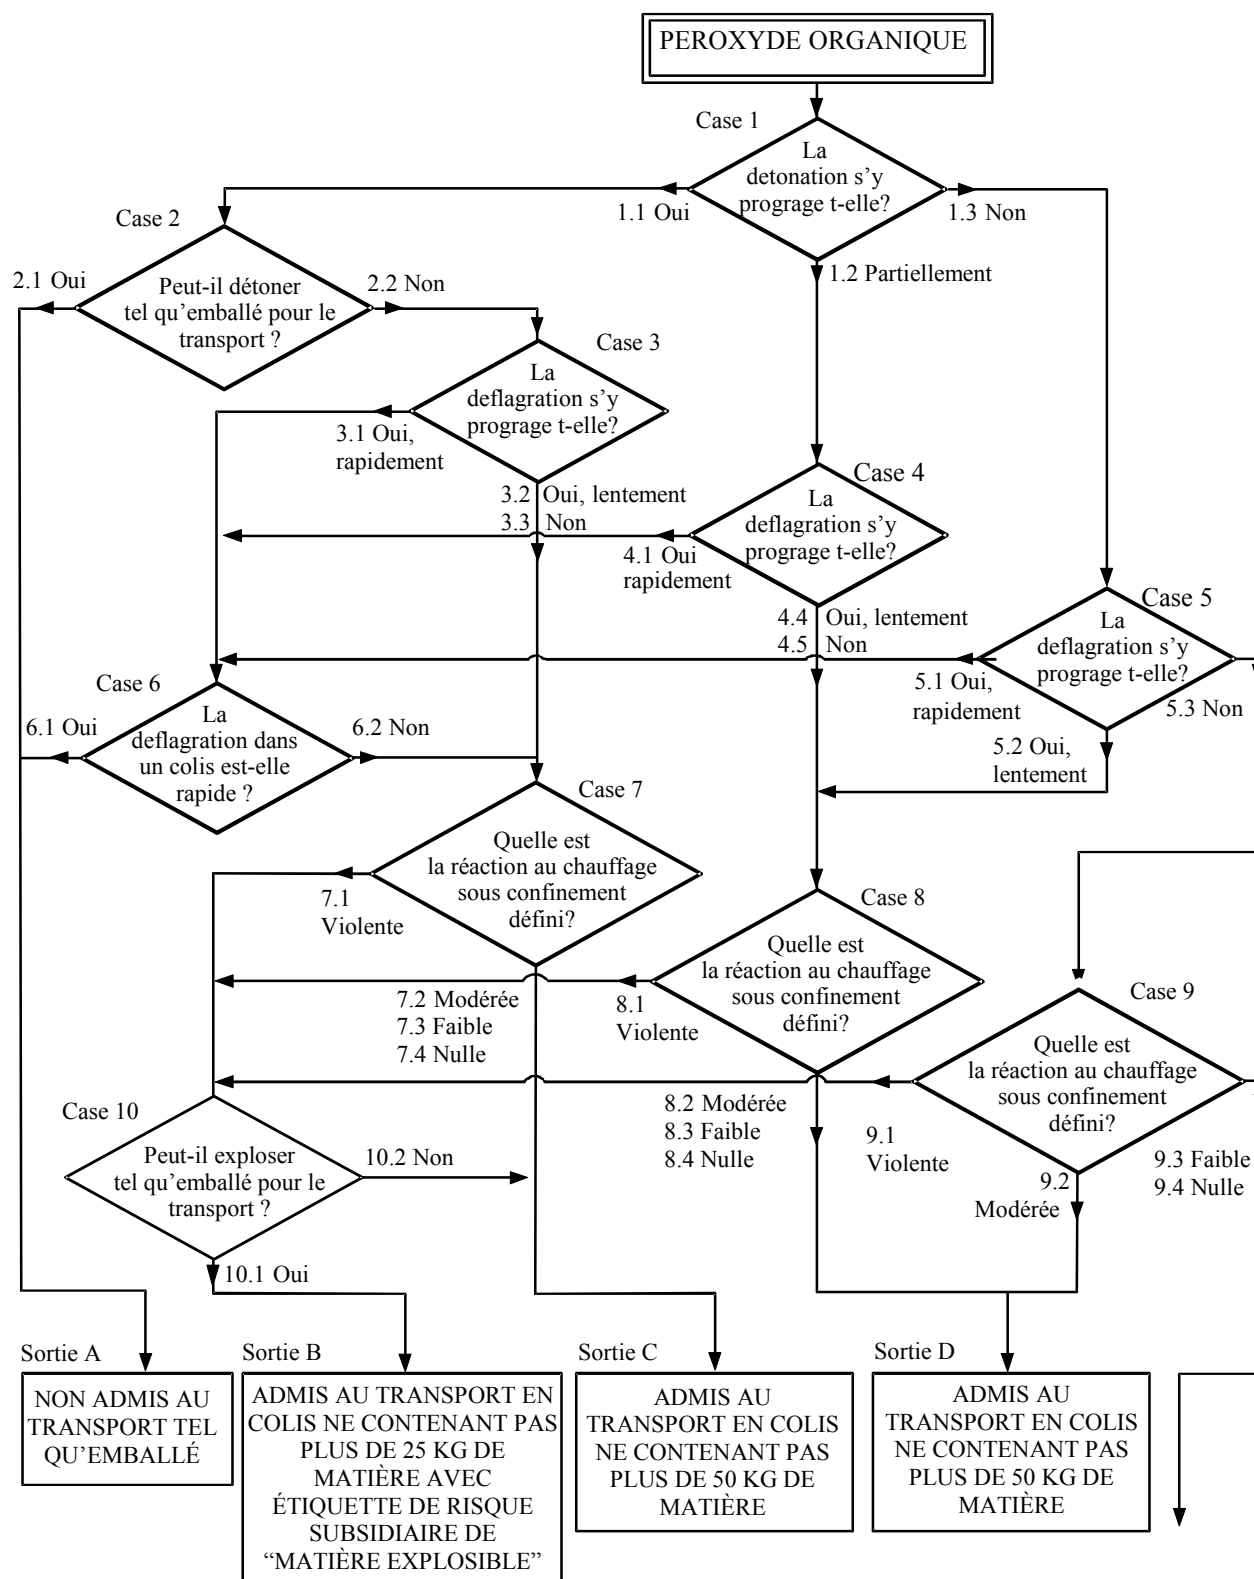 PEROXYDE ORGANIQUE
Case 1
La
detonation s'y
prograge t-elle?
1.1 Oui
1.3 Non
1.2 Partiellement
Case 2
2.1 Oui
Peut-il détoner
tel qu'emballé pour le
transport ?
2.2 Non
Case 3
La
deflagration s'y
prograge t-elle?
3.1 Oui,
rapidement
3.2 Oui, lentement
3.3 Non
Case 4
La
deflagration s'y
prograge t-elle?
4.1 Oui
rapidement
4.4 Oui, lentement
4.5 Non
Case 5
La
deflagration s'y
prograge t-elle?
5.1 Oui,
rapidement
5.3 Non
5.2 Oui,
lentement
Case 6
6.1 Oui
La
deflagration dans
un colis est-elle
rapide ?
6.2 Non
Case 7
Quelle est
la réaction au chauffage
sous confinement
défini?
7.1
Violente
7.2 Modérée
7.3 Faible
7.4 Nulle
Case 8
Quelle est
la réaction au chauffage
sous confinement
défini?
8.1
Violente
8.2 Modérée
8.3 Faible
8.4 Nulle
Case 9
Quelle est
la réaction au chauffage
sous confinement
défini?
9.1
Violente
9.2
Modérée
9.3 Faible
9.4 Nulle
Case 10
Peut-il exploser
tel qu'emballé pour le
transport ?
10.2 Non
10.1 Oui
Sortie A
NON ADMIS AU
TRANSPORT TEL
QU'EMBALLÉ
Sortie B
ADMIS AU TRANSPORT EN
COLIS NE CONTENANT PAS
PLUS DE 25 KG DE
MATIÈRE AVEC
ÉTIQUETTE DE RISQUE
SUBSIDIAIRE DE
“MATIÈRE EXPLOSIBLE”
Sortie C
ADMIS AU
TRANSPORT EN COLIS
NE CONTENANT PAS
PLUS DE 50 KG DE
MATIÈRE
Sortie D
ADMIS AU
TRANSPORT EN COLIS
NE CONTENANT PAS
PLUS DE 50 KG DE
MATIÈRE